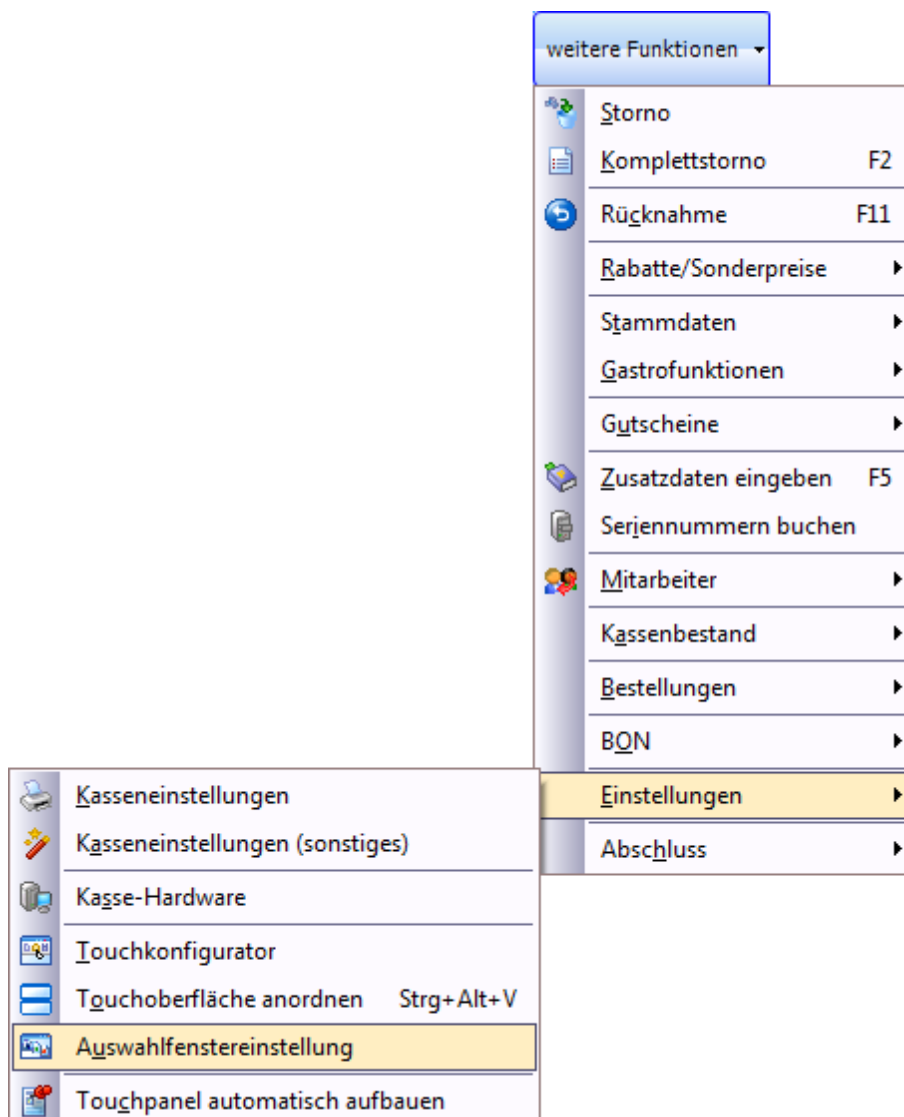 weitere Funktionen
Storno
Komplettstorno F2
Rücknahme F11
Rabatte/Sonderpreise
Stammdaten
Gastrofunktionen
Gutscheine
Zusatzdaten eingeben F5
Seriennummern buchen
Mitarbeiter
Kassenbestand
Bestellungen
BON
Einstellungen
Abschluss
Kasseneinstellungen
Kasseneinstellungen (sonstiges)
Kasse-Hardware
Touchkonfigurator
Touchoberfläche anordnen Strg+Alt+V
Auswahlfenstereinstellung
Touchpanel automatisch aufbauen